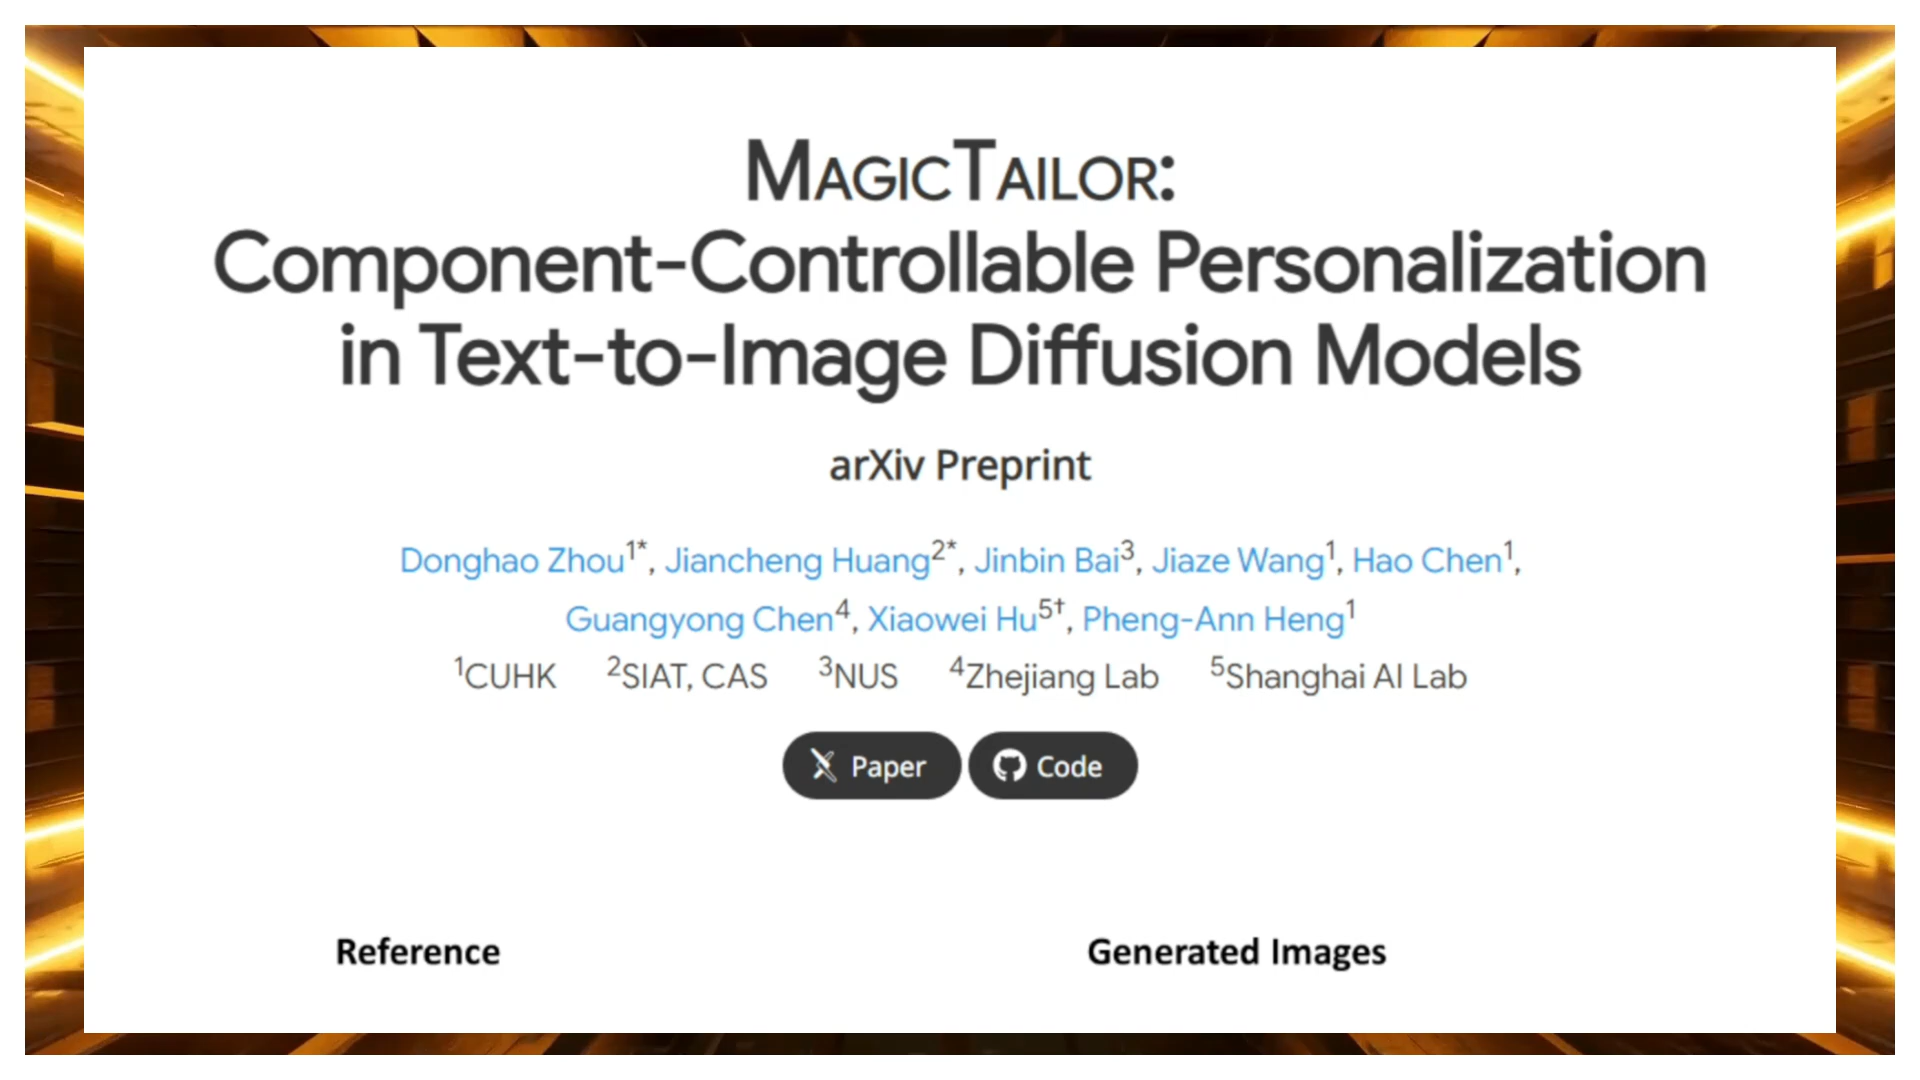 MAGICTAILOR:
Component-Controllable Personalization
in Text-to-Image Diffusion Models
arXiv Preprint
Donghao Zhou1*, Jiancheng Huang2*, Jinbin Bai3, Jiaze Wang1, Hao Chen1,
Guangyong Chen4, Xiaowei Hu5†, Pheng-Ann Heng1
1CUHK 2SIAT, CAS 3NUS 4Zhejiang Lab 5Shanghai AI Lab
Paper Code
Reference Generated Images